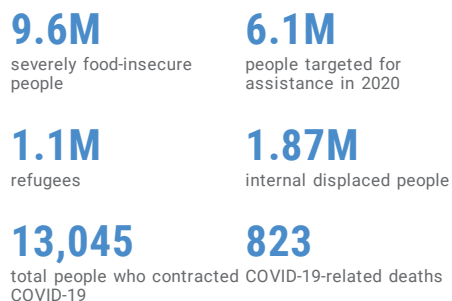 9.6M
severely food-insecure
people
6.1M
people targeted for
assistance in 2020
1.1M
refugees
1.87M
internal displaced people
13,045
total people who contracted
COVID-19
823
COVID-19-related deaths